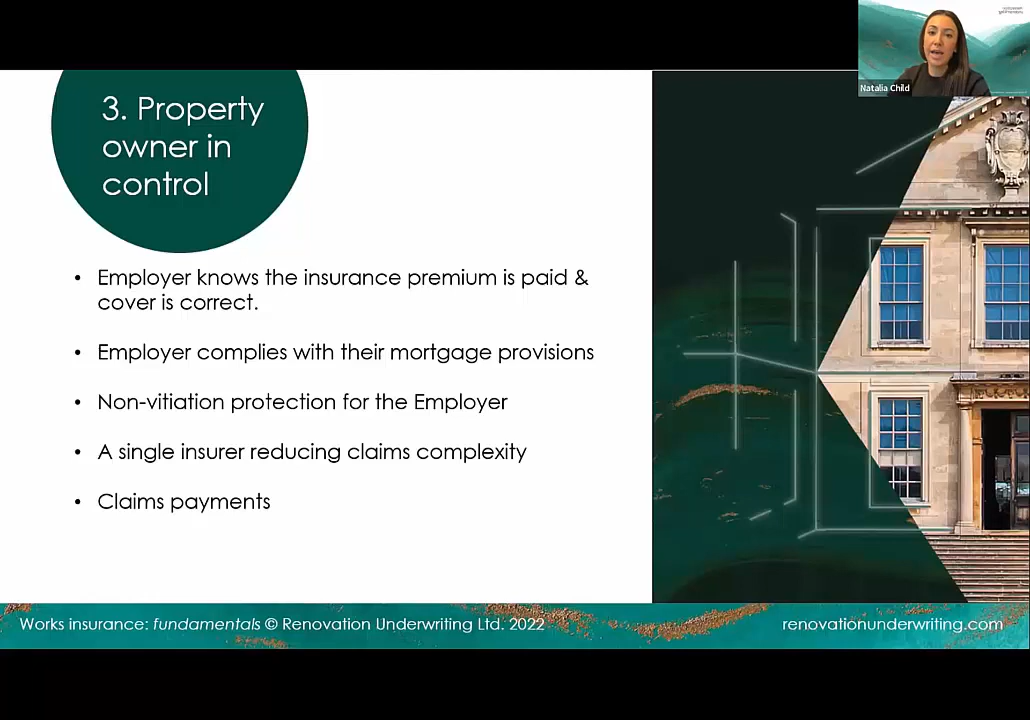 Natalia Child
3. Property
owner in
control
• Employer knows the insurance premium is paid &
cover is correct.
• Employer complies with their mortgage provisions
• Non-vitiation protection for the Employer
• A single insurer reducing claims complexity
• Claims payments
Works insurance: fundamentals © Renovation Underwriting Ltd. 2022
renovationunderwriting.com